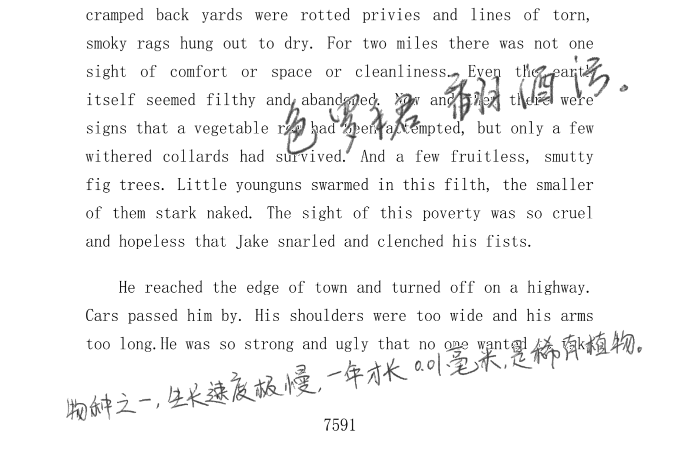 cramped back yards were rotted privies and lines of torn,
smoky rags hung out to dry. For two miles there was not one
sight of comfort or space or cleanliness. Even the earth
itself seemed filthy and abandoned. Now and then there were
色罗裙翻酒污。
signs that a vegetable row had been attempted, but only a few
withered collards had survived. And a few fruitless, smutty
fig trees. Little younguns swarmed in this filth, the smaller
of them stark naked. The sight of this poverty was so cruel
and hopeless that Jake snarled and clenched his fists.
He reached the edge of town and turned off on a highway.
Cars passed him by. His shoulders were too wide and his arms
too long.He was so strong and ugly that no one wanted to take
物种之一，生长速度极慢，一年才长0.01毫米，是稀有植物。
7591